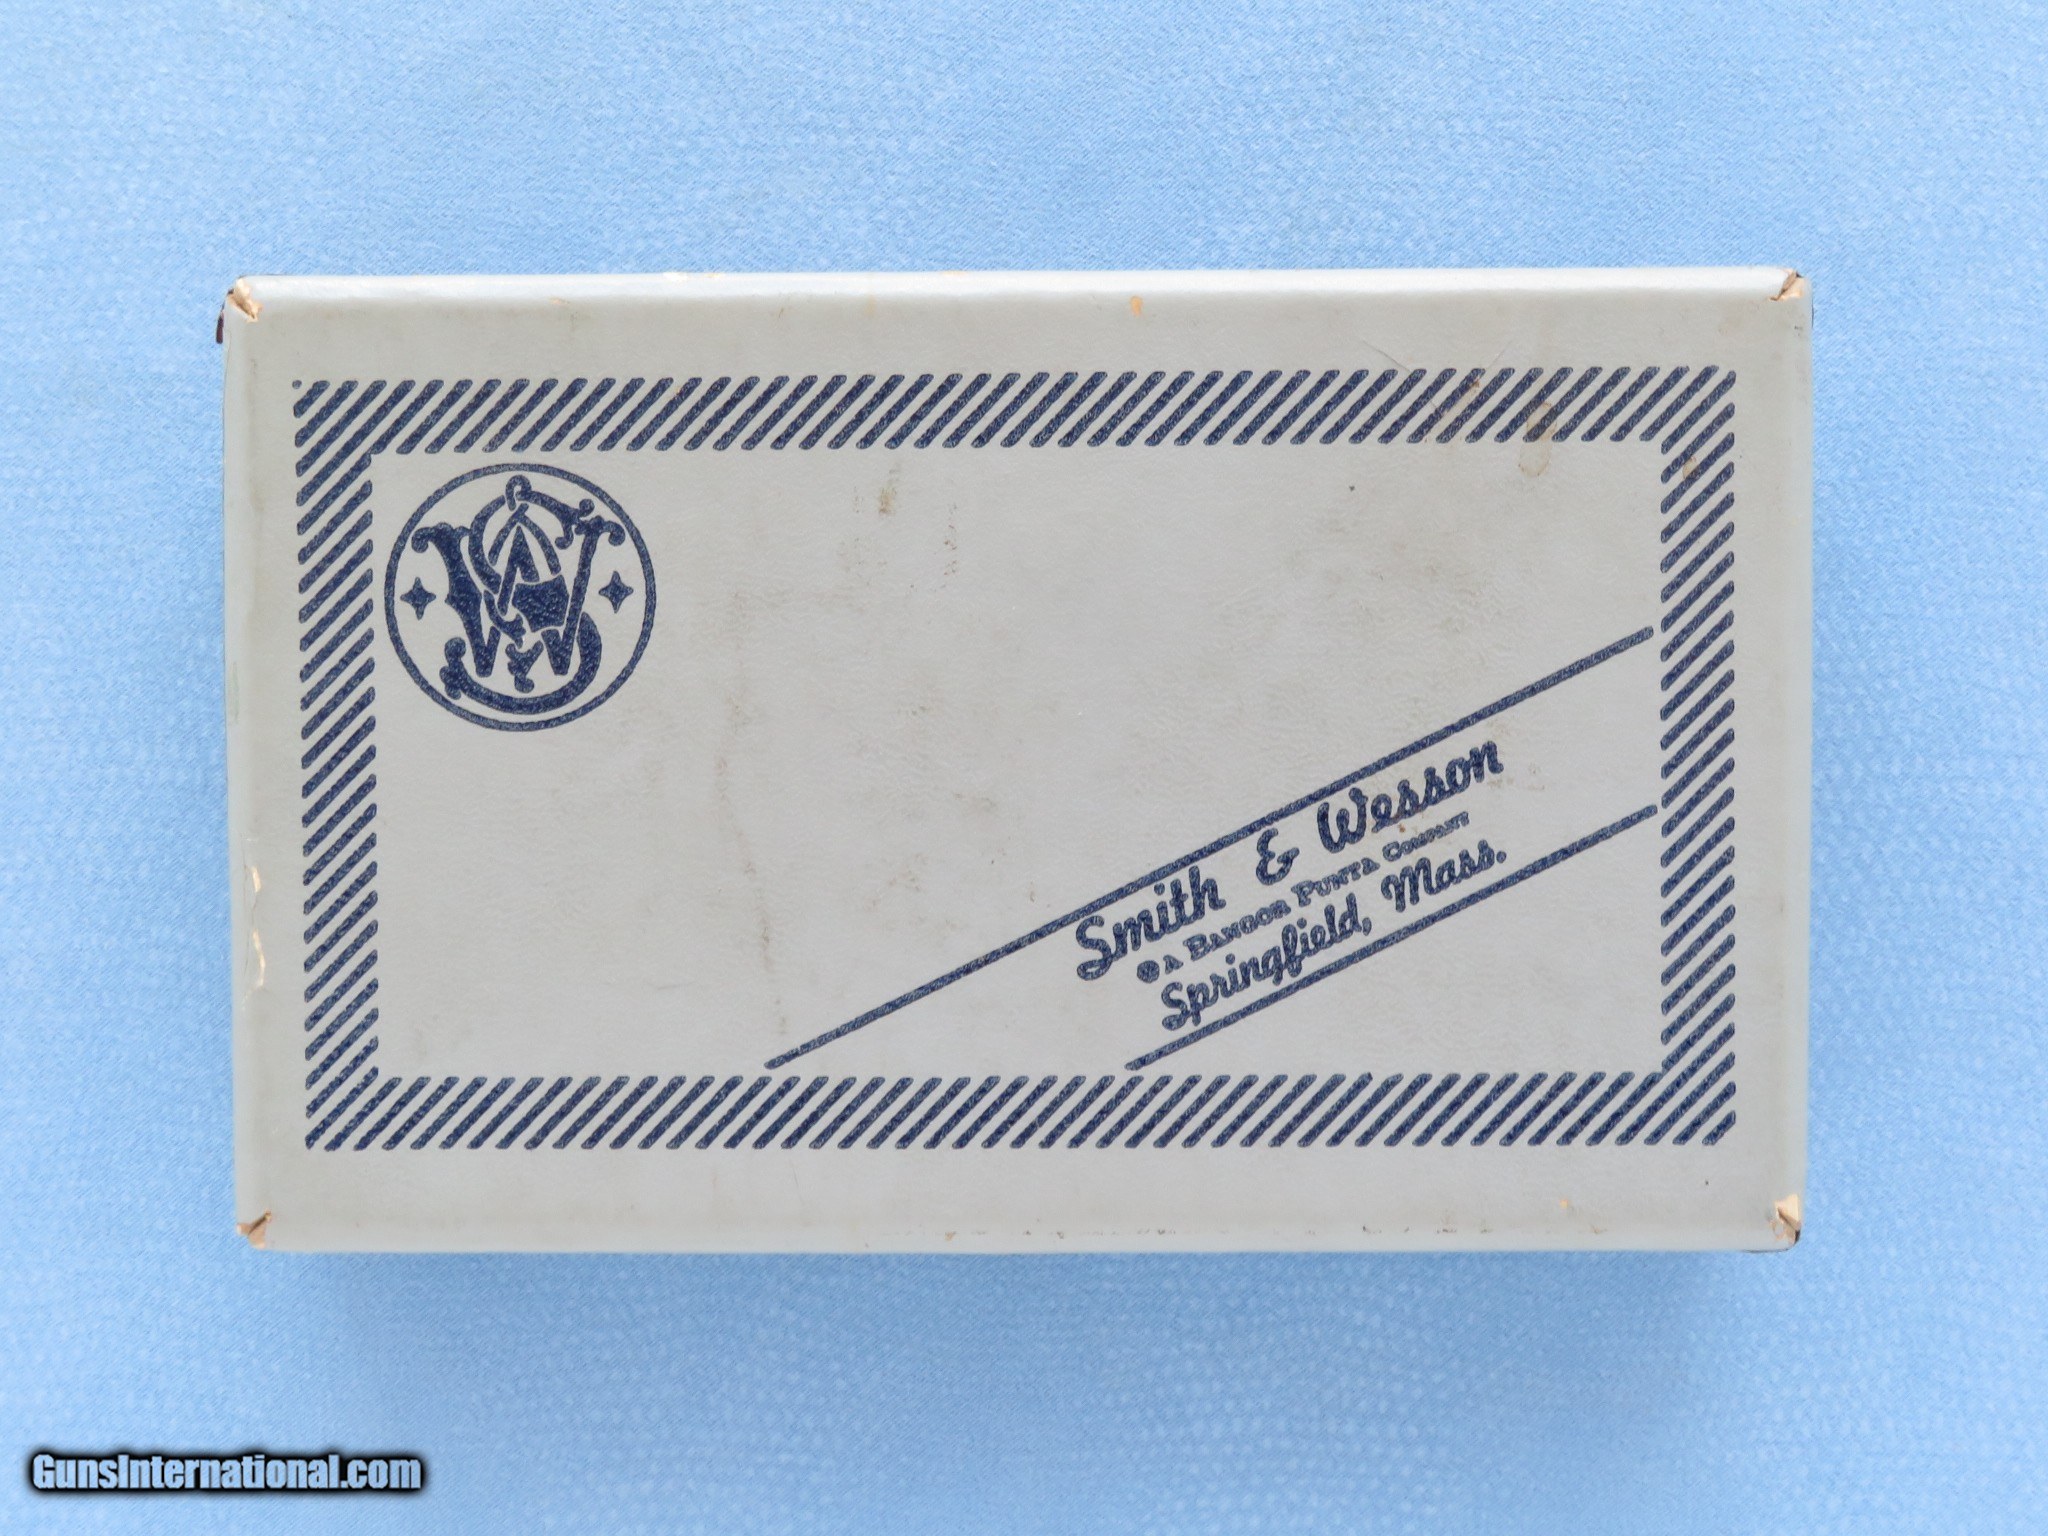 Smith & Wesson
A BANGOR PUNTA COMPANY
Springfield, Mass.
GunsInternational.com